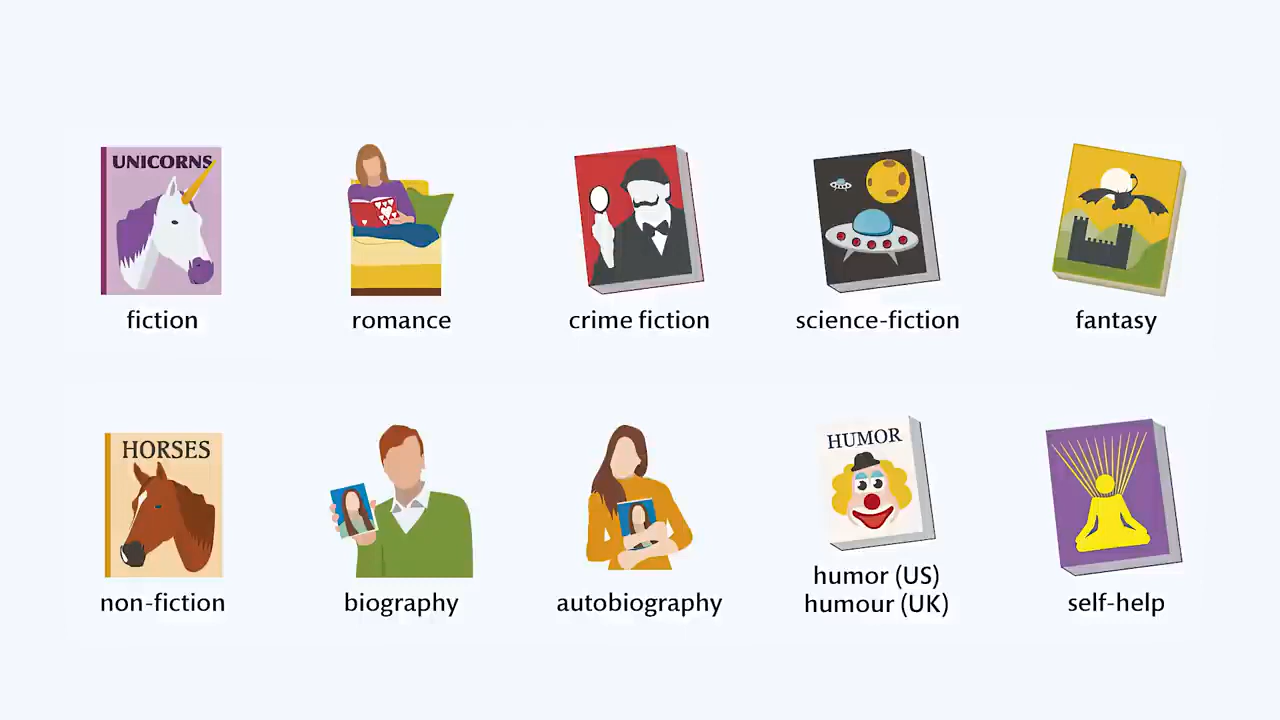 UNICORNS
fiction
romance
crime fiction
science-fiction
fantasy
HORSES
non-fiction
biography
autobiography
HUMOR
humor (US)
humour (UK)
self-help